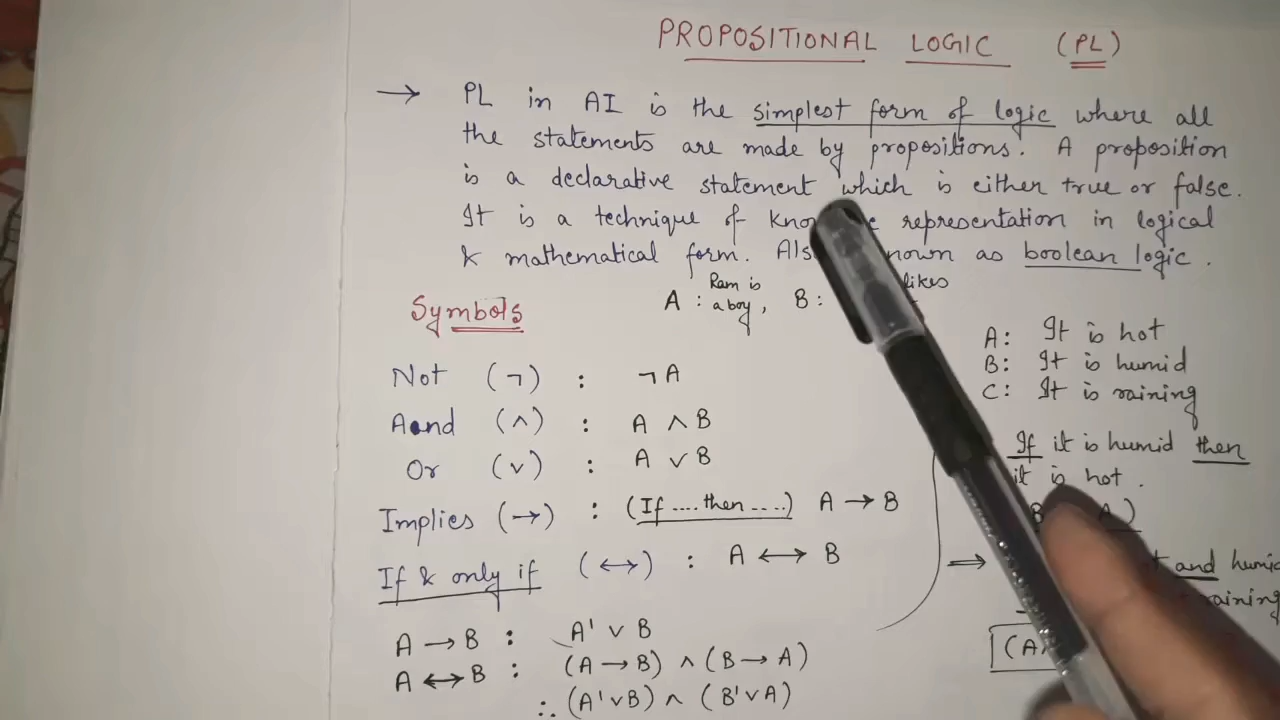 PROPOSITIONAL LOGIC (PL)
→ PL in AI is the simplest form of logic where all
the statements are made by propositions. A proposition
is a declarative statement which is either true or false.
It is a technique of representation in logical
& mathematical form. known as boolean logic.
Symbols
A : Ram is a boy, B : likes
Not (¬) : ¬A
Aand (∧) : A ∧ B
Or (∨) : A ∨ B
Implies (→) : (If ....then ....) A → B
If & only if (↔) : A ↔ B
A → B : A' ∨ B
A ↔ B : (A → B) ∧ (B → A)
∴ (A' ∨ B) ∧ (B' ∨ A)
A: It is hot
B: It is humid
C: It is raining
If it is humid then
it is hot.
B A)
⇒ and humid
raining
(A